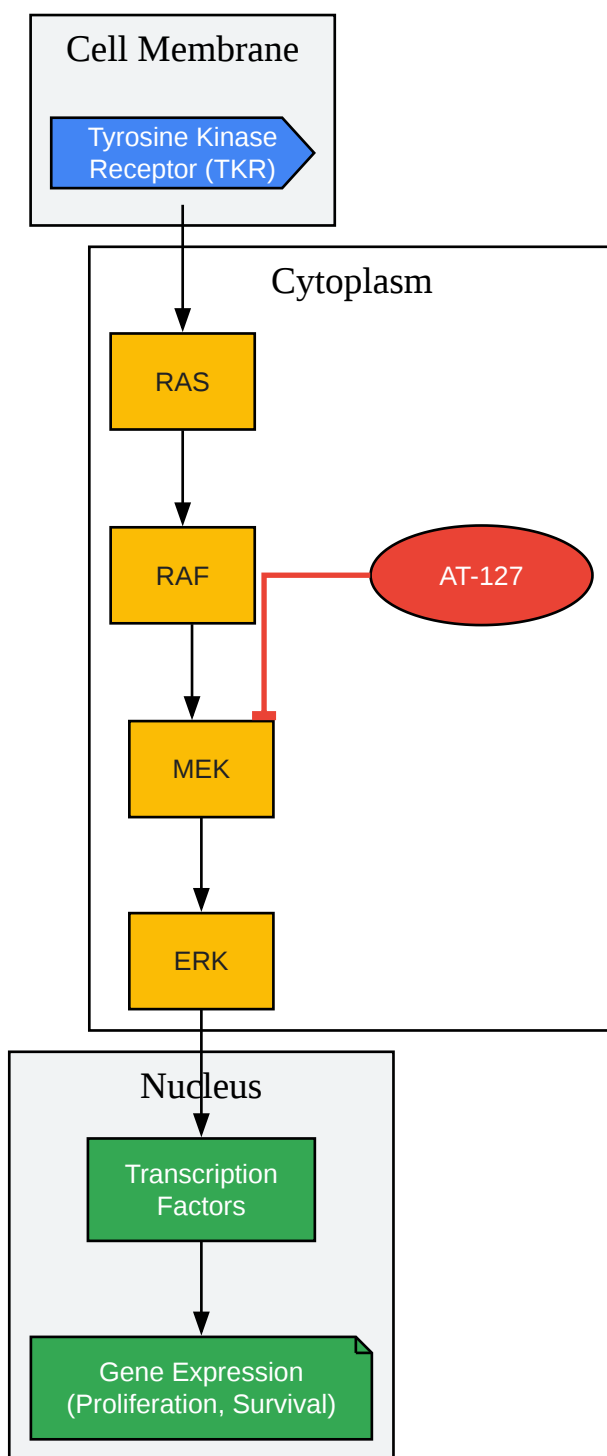 Cell Membrane
Tyrosine Kinase
Receptor (TKR)
Cytoplasm
RAS
RAF
AT-127
MEK
ERK
Nucleus
Transcription
Factors
Gene Expression
(Proliferation, Survival)